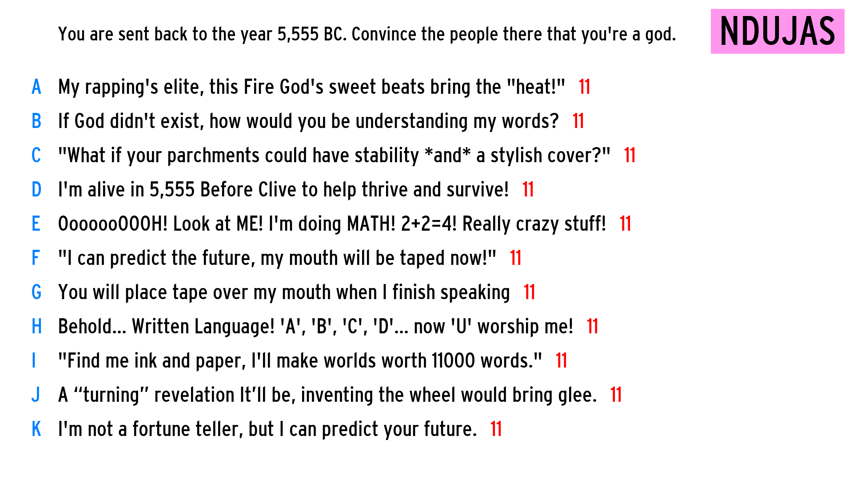 You are sent back to the year 5,555 BC. Convince the people there that you're a god.
NDUJAS
A My rapping's elite, this Fire God's sweet beats bring the "heat!" 11
B If God didn't exist, how would you be understanding my words? 11
C "What if your parchments could have stability *and* a stylish cover?" 11
D I'm alive in 5,555 Before Clive to help thrive and survive! 11
E OoooooOOOH! Look at ME! I'm doing MATH! 2+2=4! Really crazy stuff! 11
F "I can predict the future, my mouth will be taped now!" 11
G You will place tape over my mouth when I finish speaking 11
H Behold... Written Language! 'A', 'B', 'C', 'D'... now 'U' worship me! 11
I "Find me ink and paper, I'll make worlds worth 11000 words." 11
J A “turning” revelation It’ll be, inventing the wheel would bring glee. 11
K I'm not a fortune teller, but I can predict your future. 11